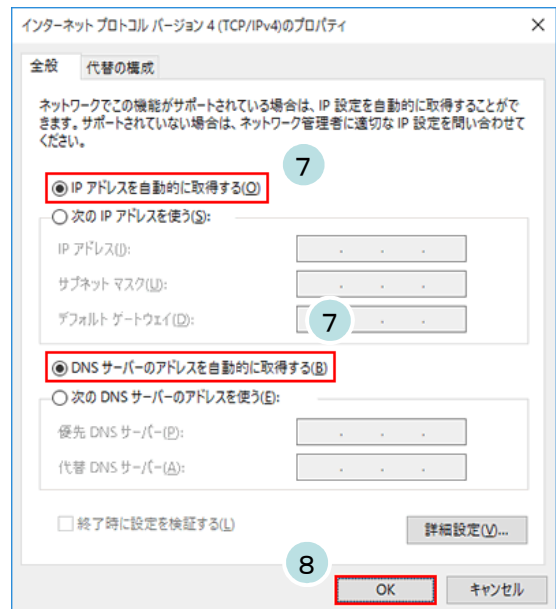 インターネット プロトコル バージョン 4 (TCP/IPv4)のプロパティ
全般 代替の構成
ネットワークでこの機能がサポートされている場合は、IP 設定を自動的に取得することがで
きます。サポートされていない場合は、ネットワーク管理者に適切な IP 設定を問い合わせて
ください。
7
IP アドレスを自動的に取得する(O)
次の IP アドレスを使う(S):
IP アドレス(I):
サブネット マスク(U):
デフォルト ゲートウェイ(D):
7
DNS サーバーのアドレスを自動的に取得する(B)
次の DNS サーバーのアドレスを使う(E):
優先 DNS サーバー(P):
代替 DNS サーバー(A):
終了時に設定を検証する(L)
詳細設定(V)...
8
OK キャンセル